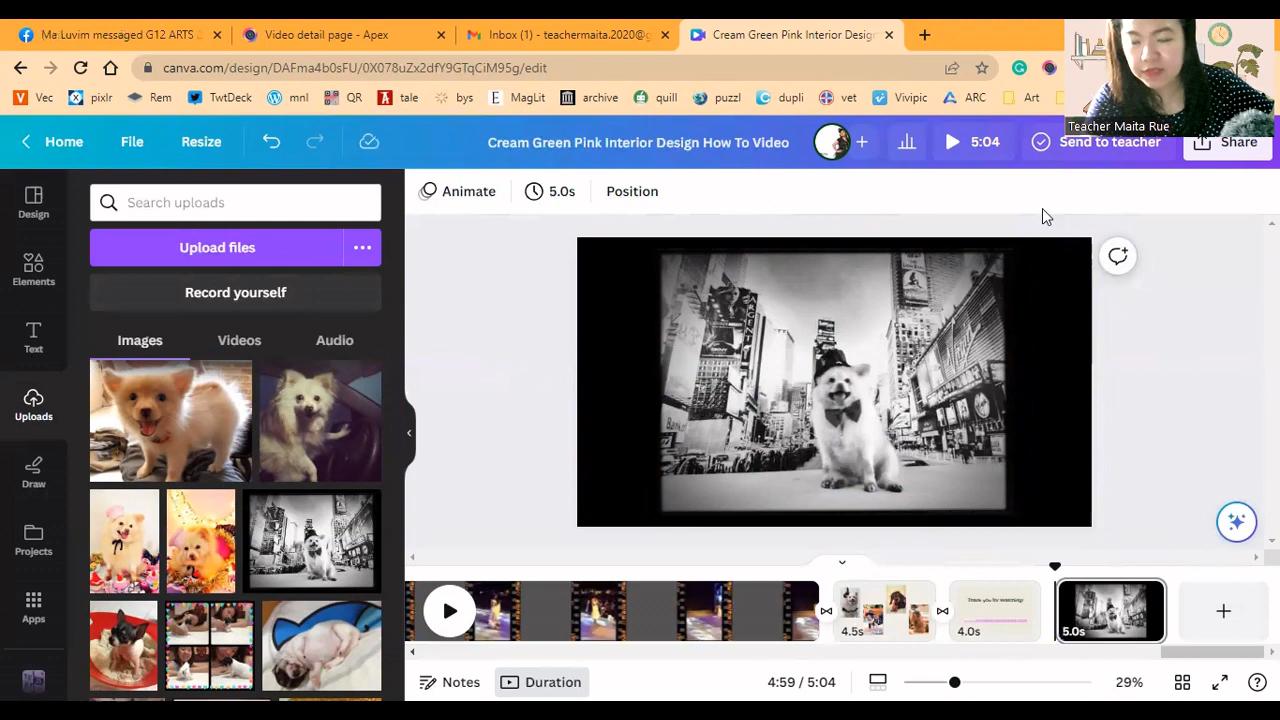 Ma Luvim messaged G12 ARTS
Video detail page - Apex
Inbox (1) - teachermaita.2020@g
Cream Green Pink Interior Desig
canva.com/design/DAFma4b0sFU/0X078uZx2dfY9GTqCiM95g/edit
Vec
pixlr
Rem
TwtDeck
mnl
QR
tale
bys
MagLit
archive
quill
puzzl
dupli
vet
Vivipic
ARC
Art
Teacher Maita Rue
Home
File
Resize
Cream Green Pink Interior Design How To Video
5:04
Send to teacher
Share
Design
Elements
Text
Uploads
Draw
Projects
Apps
Search uploads
Upload files
Record yourself
Images
Videos
Audio
Animate
5.0s
Position
4.5s
Thank you for watching!
4.0s
5.0s
Notes
Duration
4:59 / 5:04
29%